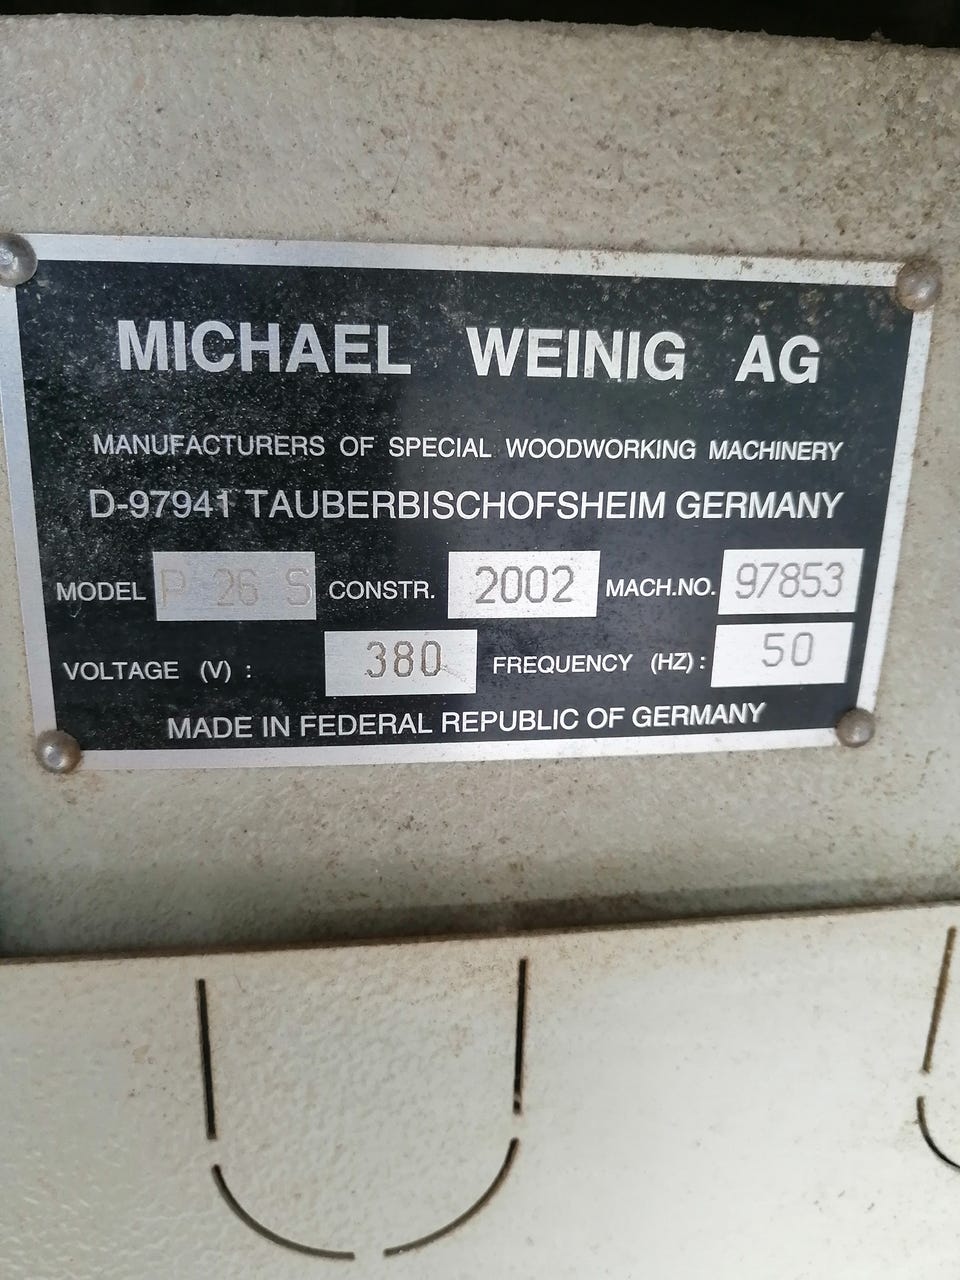 MICHAEL WEINIG AG
MANUFACTURERS OF SPECIAL WOODWORKING MACHINERY
D-97941 TAUBERBISCHOFSHEIM GERMANY
MODEL P 26 S CONSTR. 2002 MACH.NO. 97853
VOLTAGE (V) : 380 FREQUENCY (HZ) : 50
MADE IN FEDERAL REPUBLIC OF GERMANY